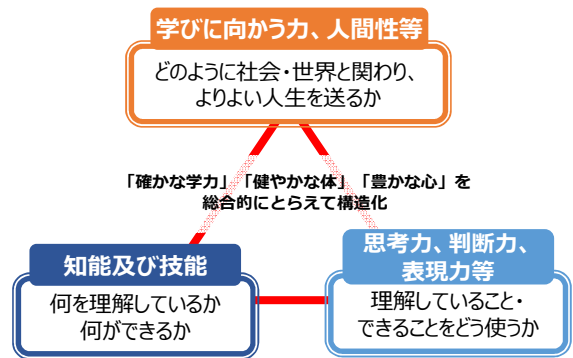 学びに向かう力、人間性等
どのように社会・世界と関わり、
よりよい人生を送るか
「確かな学力」「健やかな体」「豊かな心」を
総合的にとらえて構造化
知能及び技能
何を理解しているか
何ができるか
思考力、判断力、
表現力等
理解していること・
できることをどう使うか